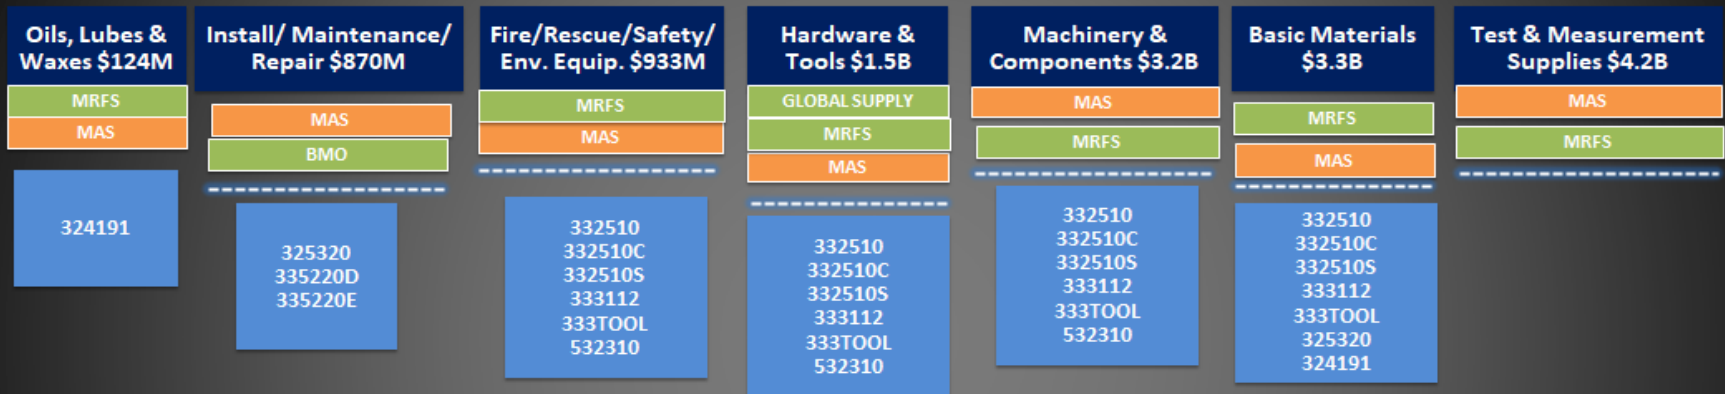 Oils, Lubes &
Waxes $124M
MRFS
MAS
324191
Install/ Maintenance/
Repair $870M
MAS
BMO
325320
335220D
335220E
Fire/Rescue/Safety/
Env. Equip. $933M
MRFS
MAS
332510
332510C
332510S
333112
333TOOL
532310
Hardware &
Tools $1.5B
GLOBAL SUPPLY
MRFS
MAS
332510
332510C
332510S
333112
333TOOL
532310
Machinery &
Components $3.2B
MAS
MRFS
332510
332510C
332510S
333112
333TOOL
532310
Basic Materials
$3.3B
MRFS
MAS
332510
332510C
332510S
333112
333TOOL
325320
324191
Test & Measurement
Supplies $4.2B
MAS
MRFS